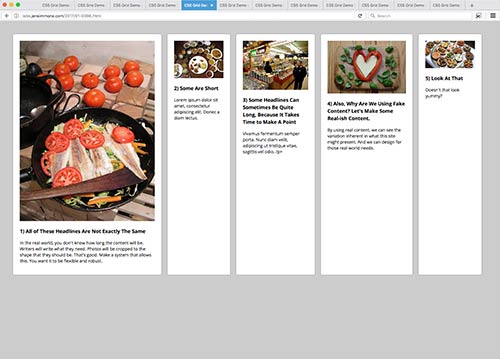 CSS Grid Demo
CSS Grid Demo
CSS Grid Demo
CSS Grid Demo
CSS Grid Demo
CSS Grid Demo
CSS Grid Demo
CSS Grid Demo
CSS Grid Demo
CSS Grid Demo
labs.jensimmons.com/2017/01-009B.html
Search
1) All of These Headlines Are Not Exactly The Same
In the real world, you don't know how long the content will be.
Writers will write what they need. Photos will be cropped to the
shape that they should be. That's good. Make a system that allows
this. You want it to be flexible and robust.
2) Some Are Short
Lorem ipsum dolor sit
amet, consectetur
adipiscing elit. Donec a
diam lectus.
3) Some Headlines Can
Sometimes Be Quite
Long, Because It Takes
Time to Make A Point
Vivamus fermentum semper
porta. Nunc diam velit,
adipiscing ut tristique vitae,
sagittis vel odio. /p>
4) Also, Why Are We Using Fake
Content? Let's Make Some
Real-ish Content.
By using real content, we can see the
variation inherent in what this site
might present. And we can design for
those real world needs.
5) Look At That
Doesn't that look
yummy?